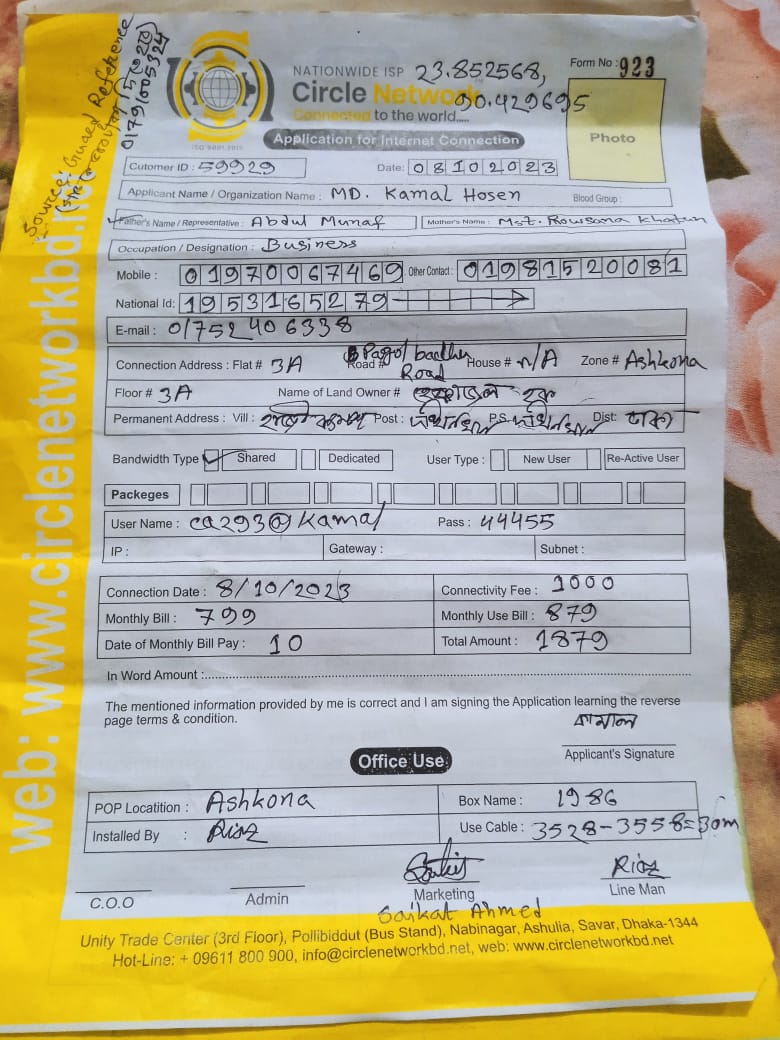 Source: Guard Reference
01791605324
NATIONWIDE ISP 23.852568,
Circle Network 90.429695
Connected to the world.....
ISO 9001:2015
Form No : 923
Photo
Application for Internet Connection
Cutomer ID : 59929 Date: 08102023
Applicant Name / Organization Name : MD. Kamal Hosen Blood Group :
Father's Name / Representative : Abdul Munaf Mother's Name : Mst. Rowsona Khatun
Occupation / Designation : Business
Mobile : 01970067469 Other Contact : 01981520081
National Id: 1953165279
E-mail : 01752406338
Connection Address : Flat # 3A Road # Pagol badher Road House # n/A Zone # Ashkona
Floor # 3A Name of Land Owner # হক
Permanent Address : Vill : Post : P.S Dist: ঢাকা
Bandwidth Type Shared Dedicated User Type : New User Re-Active User
Packeges
User Name : ca293@kamal Pass : 44455
IP : Gateway : Subnet :
Connection Date : 8/10/2023 Connectivity Fee : 1000
Monthly Bill : 799 Monthly Use Bill : 879
Date of Monthly Bill Pay : 10 Total Amount : 1879
In Word Amount :
The mentioned information provided by me is correct and I am signing the Application learning the reverse
page terms & condition.
কামাল
Applicant's Signature
Office Use
POP Locatition : Ashkona Box Name : 1986
Installed By : Riaz Use Cable : 3528-3558=30m
Riaz
C.O.O Admin Marketing Line Man
Saikat Ahmed
Unity Trade Center (3rd Floor), Pollibiddut (Bus Stand), Nabinagar, Ashulia, Savar, Dhaka-1344
Hot-Line: + 09611 800 900, info@circlenetworkbd.net, web: www.circlenetworkbd.net
web: www.circlenetworkbd.net